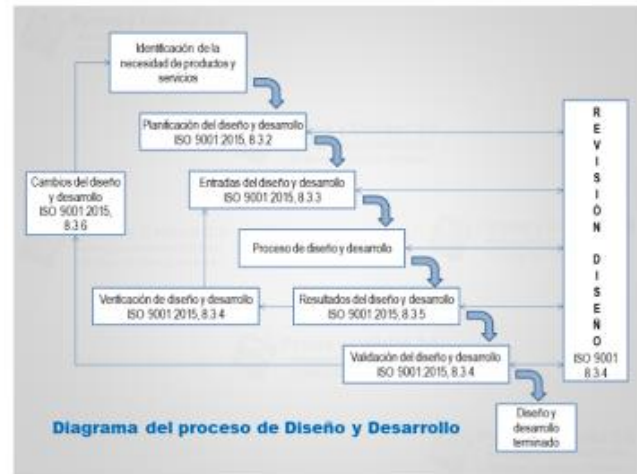 Identificación de la
necesidad de productos y
servicios
Planificación del diseño y desarrollo
ISO 9001:2015, 8.3.2
Cambios del diseño
y desarrollo
ISO 9001:2015,
8.3.6
Entradas del diseño y desarrollo
ISO 9001:2015, 8.3.3
Proceso de diseño y desarrollo
Verificación de diseño y desarrollo
ISO 9001:2015, 8.3.4
Resultados del diseño y desarrollo
ISO 9001:2015, 8.3.5
Validación del diseño y desarrollo
ISO 9001:2015, 8.3.4
Diseño y
desarrollo
terminado
REVISIÓN DISEÑO
ISO 9001
8.3.4
Diagrama del proceso de Diseño y Desarrollo